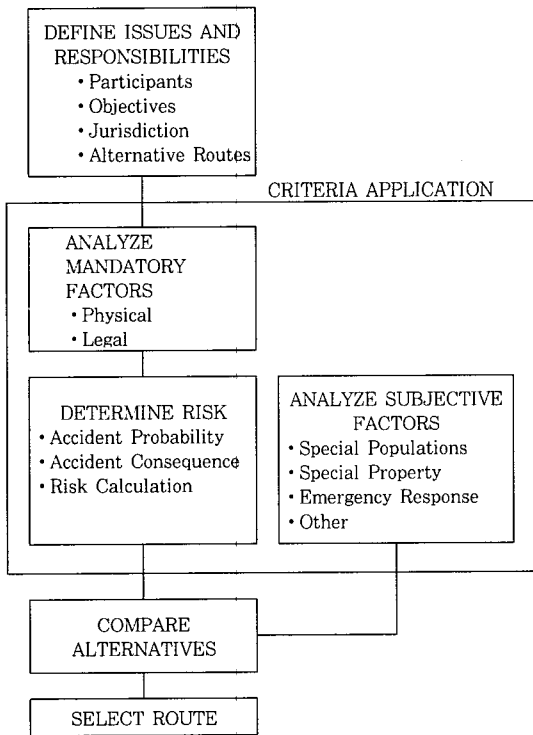 DEFINE ISSUES AND
RESPONSIBILITIES
• Participants
• Objectives
• Jurisdiction
• Alternative Routes
CRITERIA APPLICATION
ANALYZE
MANDATORY
FACTORS
• Physical
• Legal
DETERMINE RISK
• Accident Probability
• Accident Consequence
• Risk Calculation
ANALYZE SUBJECTIVE
FACTORS
• Special Populations
• Special Property
• Emergency Response
• Other
COMPARE
ALTERNATIVES
SELECT ROUTE